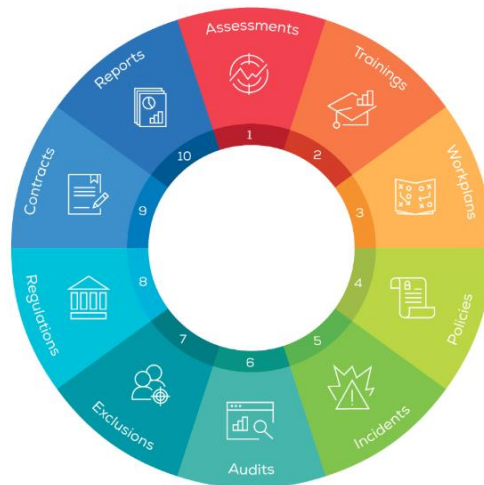 Assessments
1
Trainings
2
Workplans
3
Policies
4
Incidents
5
Audits
6
Exclusions
7
Regulations
8
Contracts
9
Reports
10